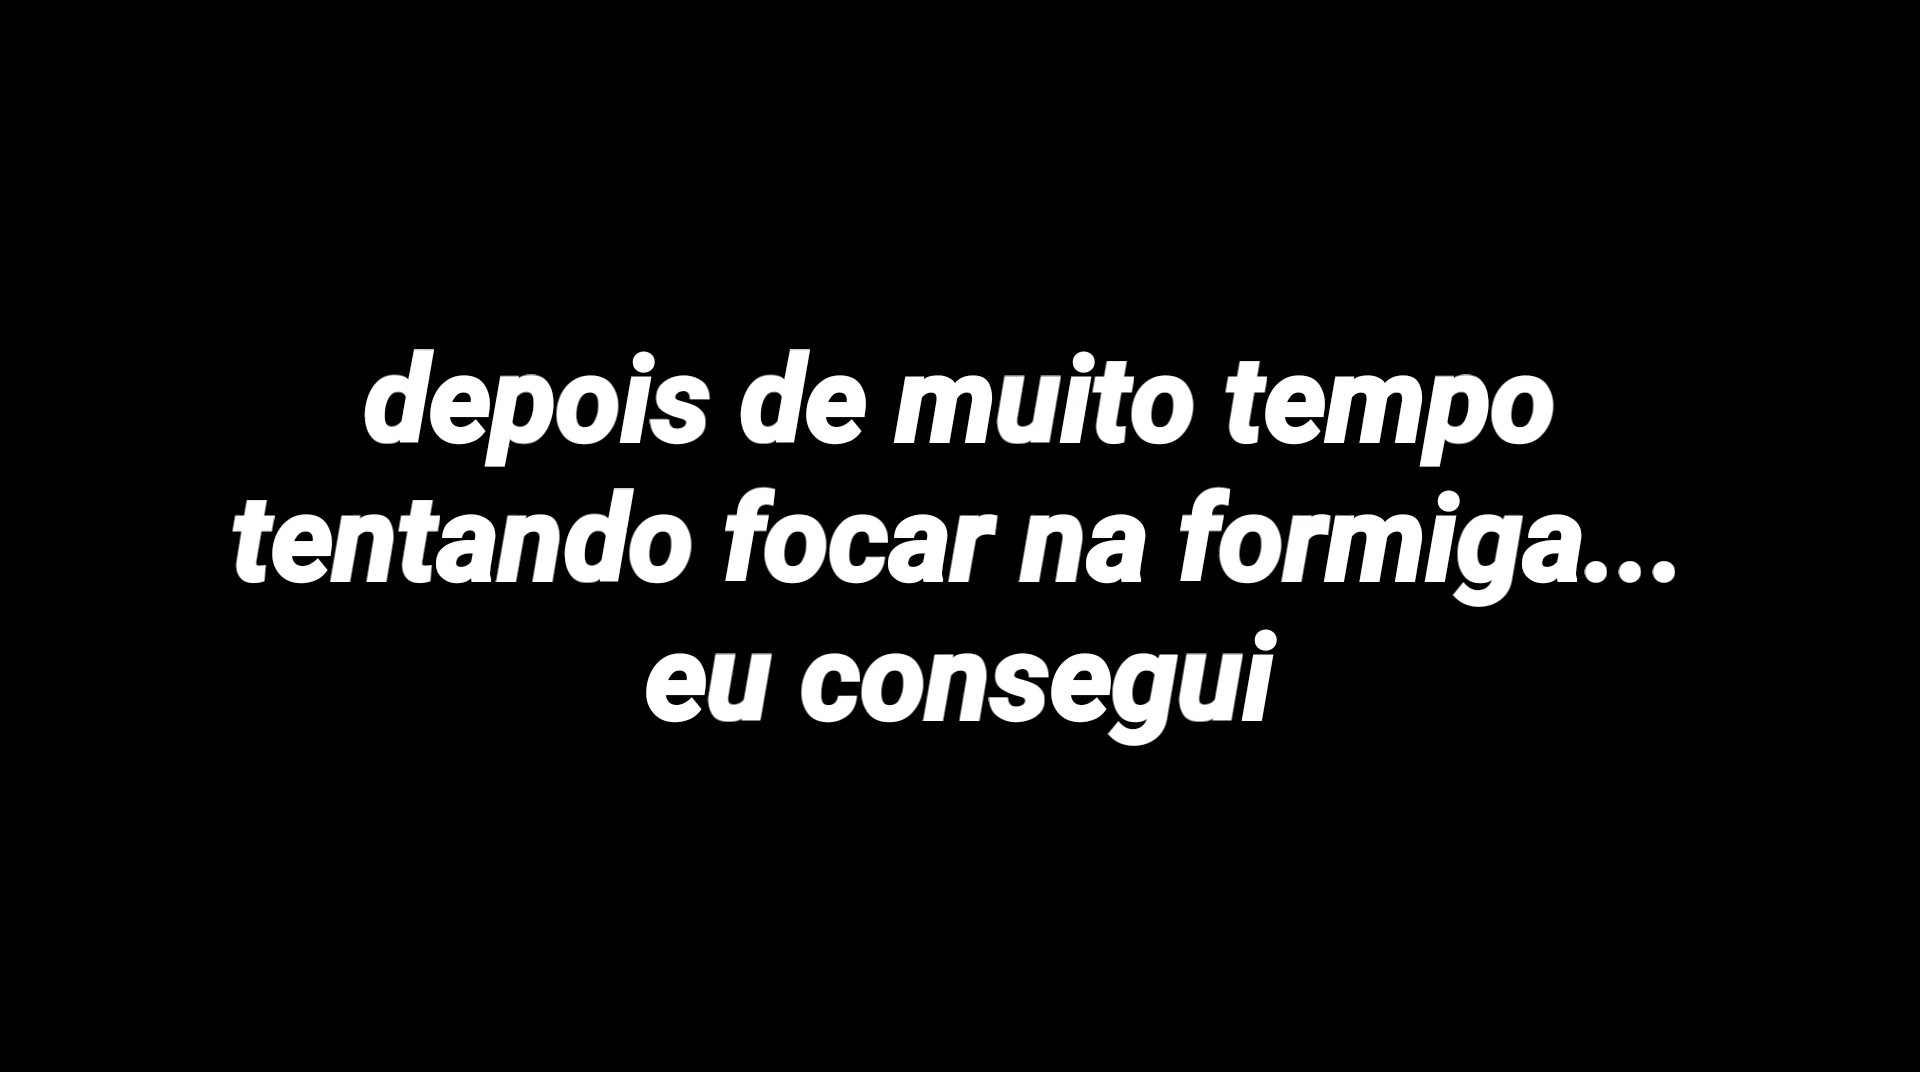 depois de muito tempo
tentando focar na formiga...
eu consegui